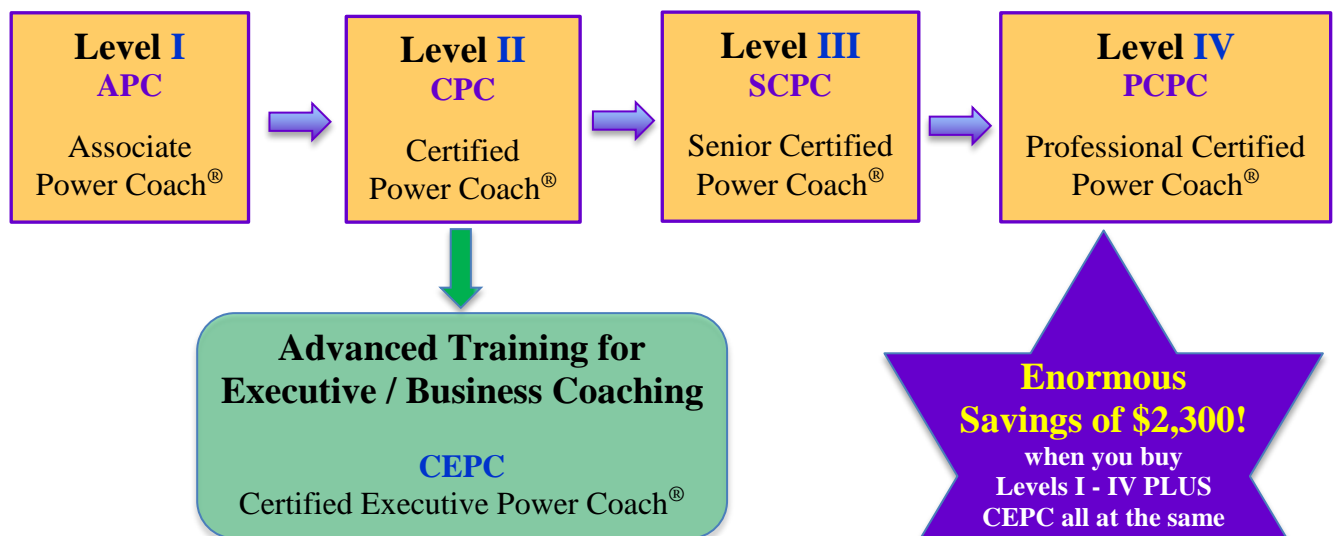 Level I
APC
Associate
Power Coach®
Level II
CPC
Certified
Power Coach®
Level III
SCPC
Senior Certified
Power Coach®
Level IV
PCPC
Professional Certified
Power Coach®
Advanced Training for
Executive / Business Coaching
CEPC
Certified Executive Power Coach®
Enormous
Savings of $2,300!
when you buy
Levels I - IV PLUS
CEPC all at the same